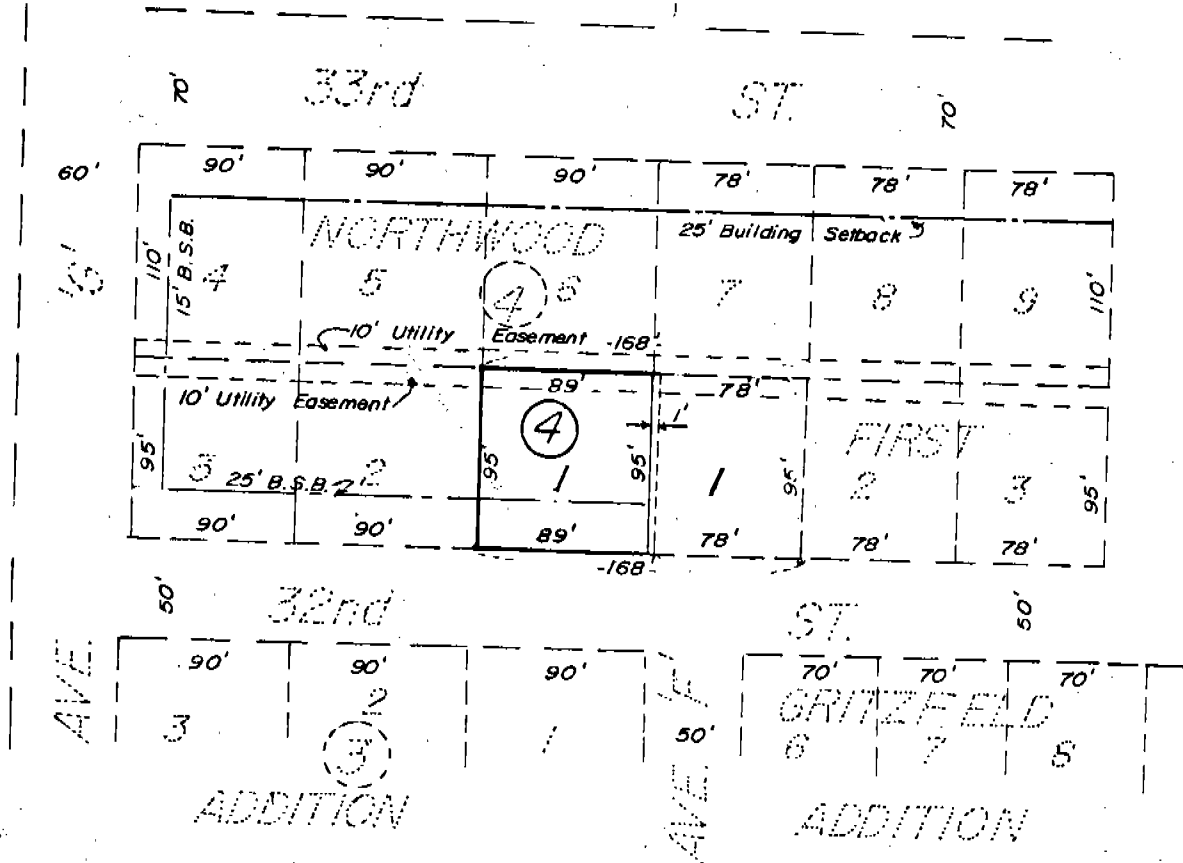 33rd ST.
70' 70'
60' 90' 90' 90' 78' 78' 78'
NORTHWOOD 25' Building Setback
110' 15' B.S.B. 4 5 4 6 7 8 9 110'
10' Utility Easement -168'
89' 78'
10' Utility Easement
4 1' FIRST
95' 3 25' B.S.B. 2 95' 1 95' 1 95' 2 3 95'
90' 90' 89' 78' 78' 78'
-168
50' 32nd ST. 50'
AVE. 90' 90' 90' AVE. 'F' 70' 70' 70'
GRITZFELD
3 2 1 50' 6 7 8
3
ADDITION ADDITION